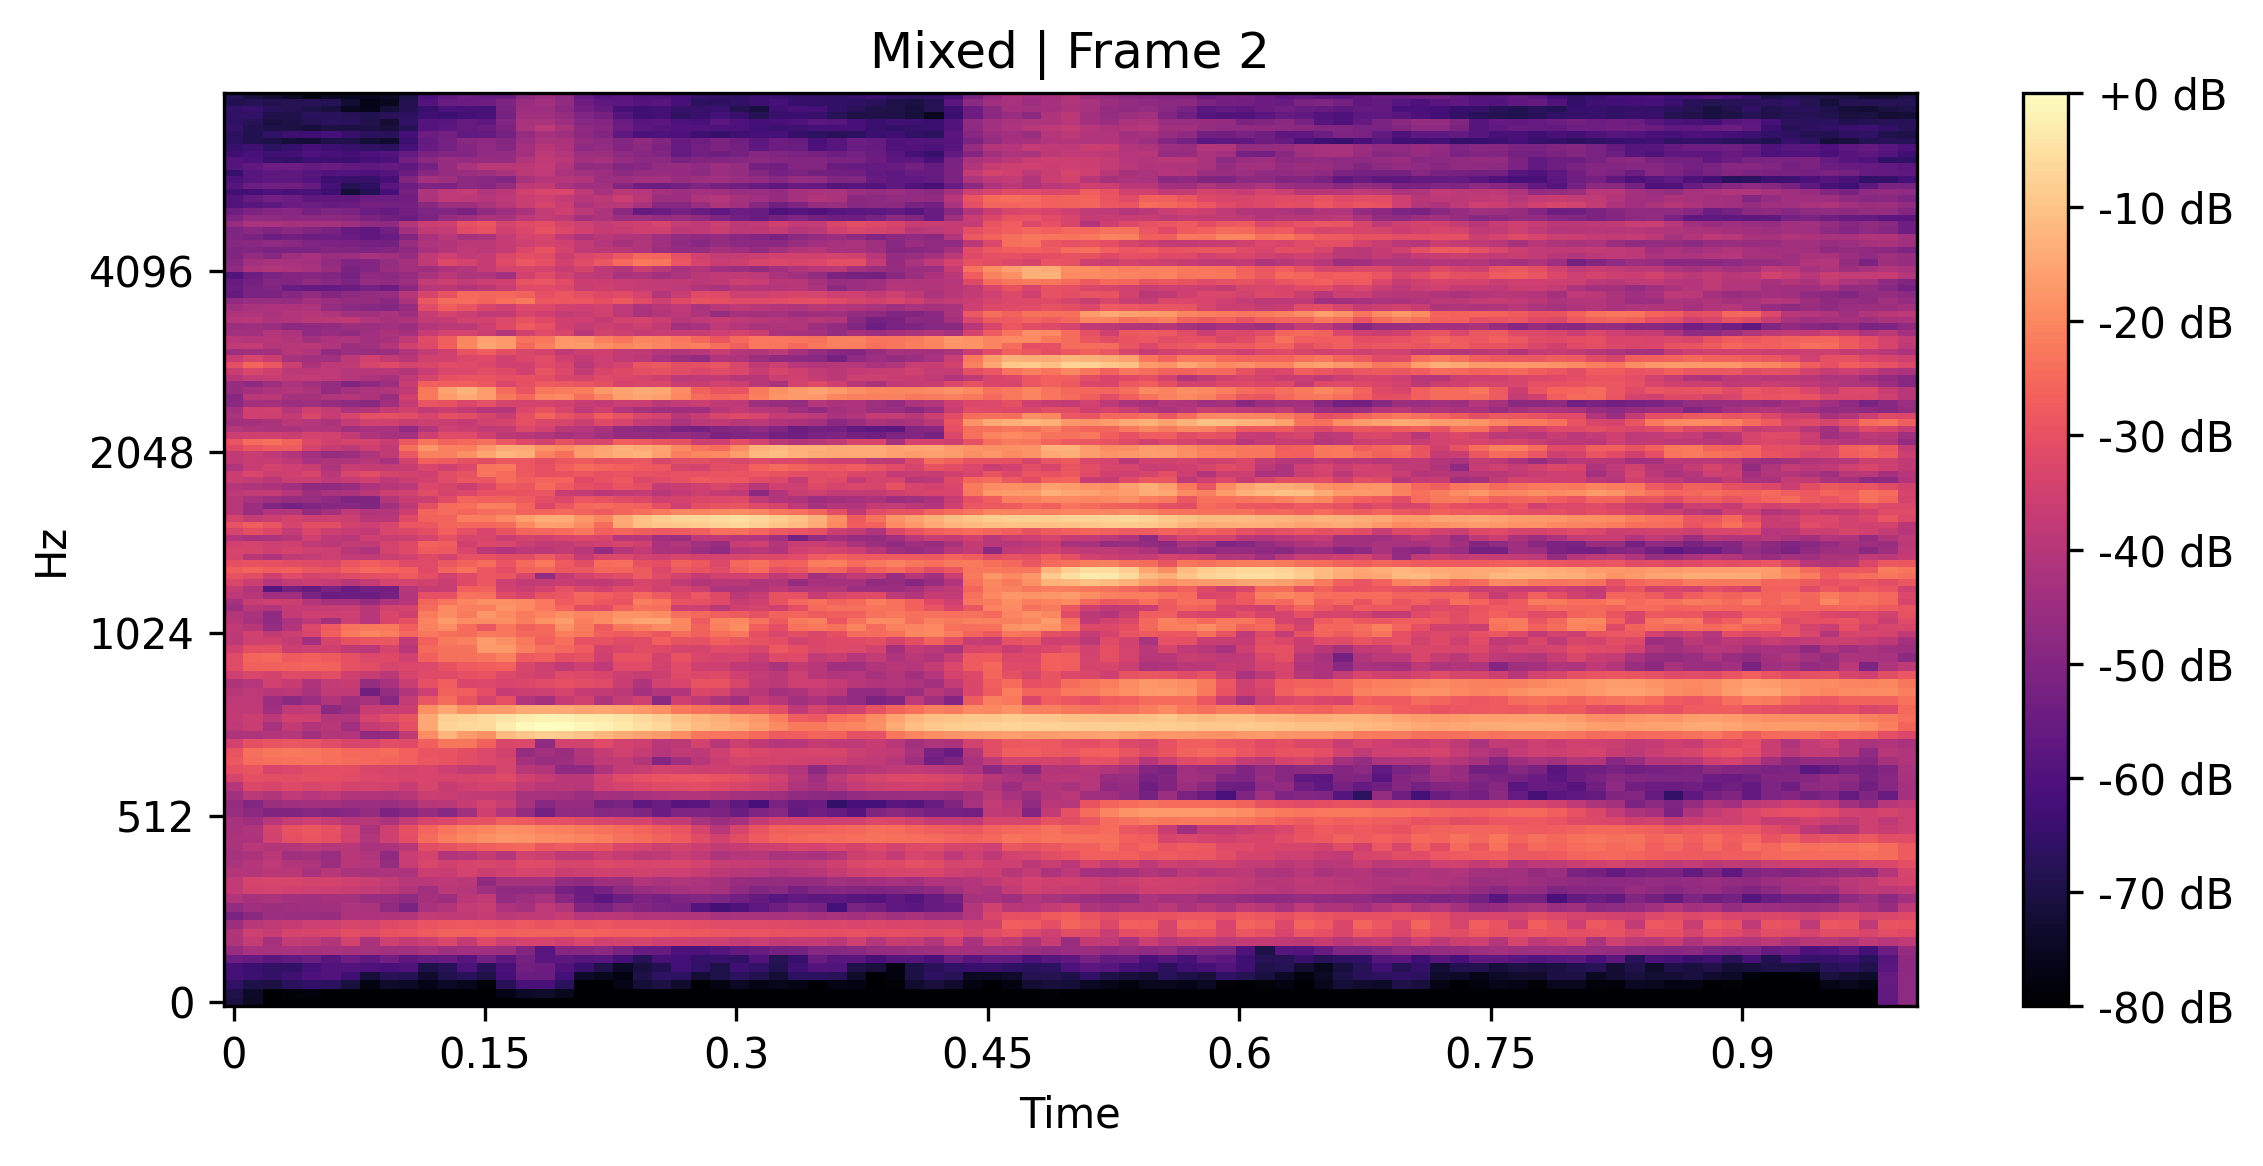 Mixed | Frame 2
Hz
4096
2048
1024
512
0
0
0.15
0.3
0.45
0.6
0.75
0.9
Time
+0 dB
-10 dB
-20 dB
-30 dB
-40 dB
-50 dB
-60 dB
-70 dB
-80 dB